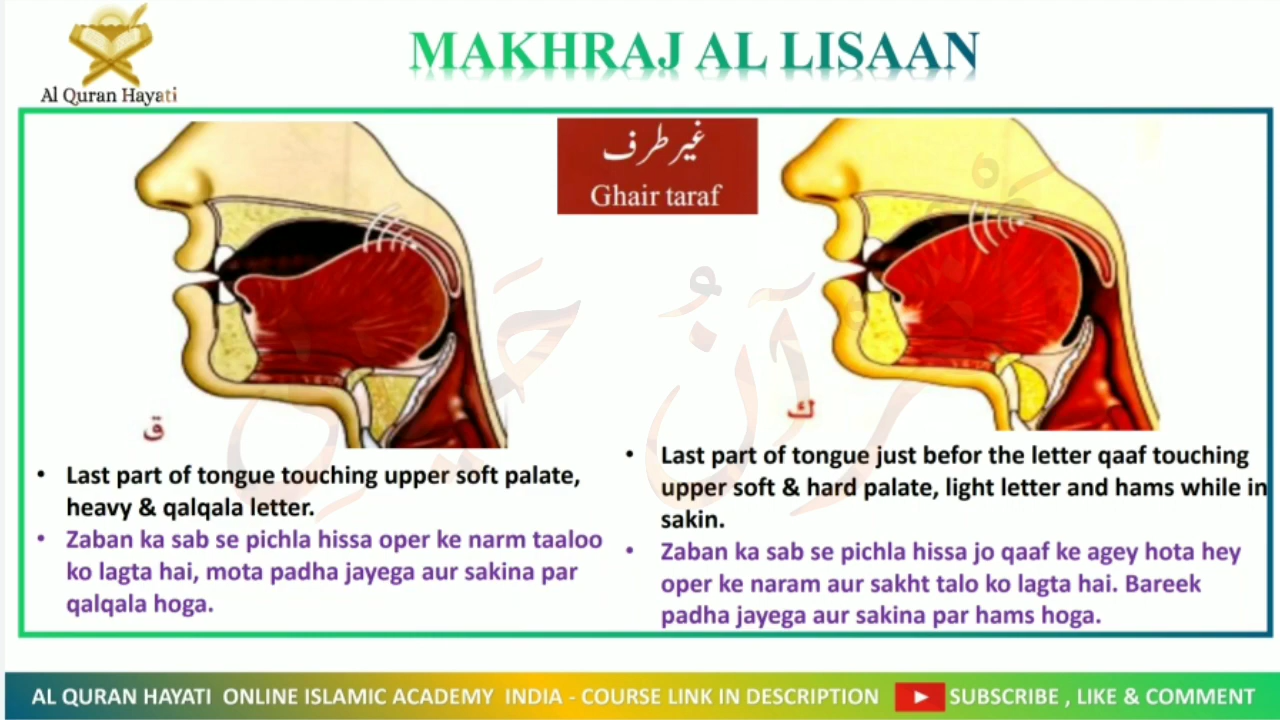 Al Quran Hayati
MAKHRAJ AL LISAAN
غیر طرف
Ghair taraf
ق
• Last part of tongue touching upper soft palate,
heavy & qalqala letter.
• Zaban ka sab se pichla hissa oper ke narm taaloo
ko lagta hai, mota padha jayega aur sakina par
qalqala hoga.
ك
• Last part of tongue just befor the letter qaaf touching
upper soft & hard palate, light letter and hams while in
sakin.
• Zaban ka sab se pichla hissa jo qaaf ke agey hota hey
oper ke naram aur sakht talo ko lagta hai. Bareek
padha jayega aur sakina par hams hoga.
AL QURAN HAYATI ONLINE ISLAMIC ACADEMY INDIA - COURSE LINK IN DESCRIPTION SUBSCRIBE , LIKE & COMMENT